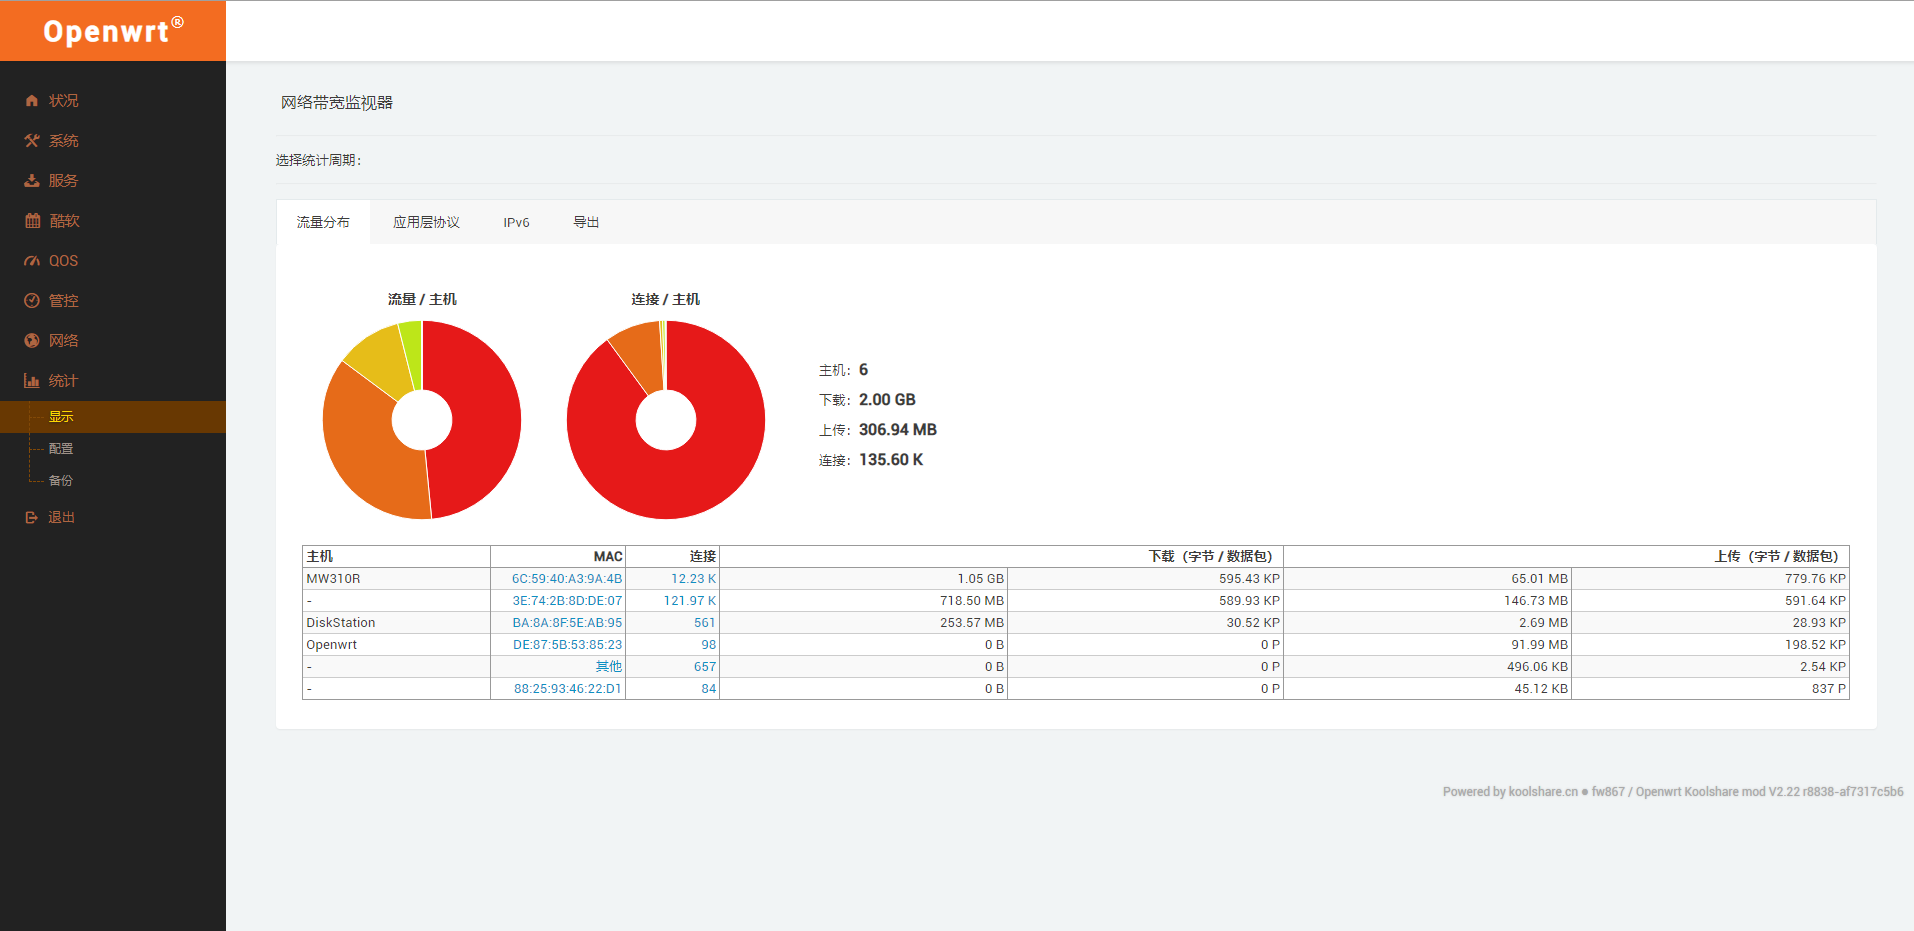 Openwrt®
状况
系统
服务
酷软
QOS
管控
网络
统计
显示
配置
备份
退出
网络带宽监视器
选择统计周期：
流量分布 应用层协议 IPv6 导出
流量 / 主机 连接 / 主机
主机： 6
下载： 2.00 GB
上传： 306.94 MB
连接： 135.60 K
主机 MAC 连接 下载（字节 / 数据包） 上传（字节 / 数据包）
MW310R 6C:59:40:A3:9A:4B 12.23 K 1.05 GB 595.43 KP 65.01 MB 779.76 KP
- 3E:74:2B:8D:DE:07 121.97 K 718.50 MB 589.93 KP 146.73 MB 591.64 KP
DiskStation BA:8A:8F:5E:AB:95 561 253.57 MB 30.52 KP 2.69 MB 28.93 KP
Openwrt DE:87:5B:53:85:23 98 0 B 0 P 91.99 MB 198.52 KP
- 其他 657 0 B 0 P 496.06 KB 2.54 KP
- 88:25:93:46:22:D1 84 0 B 0 P 45.12 KB 837 P
Powered by koolshare.cn ● fw867 / Openwrt Koolshare mod V2.22 r8838-af7317c5b6